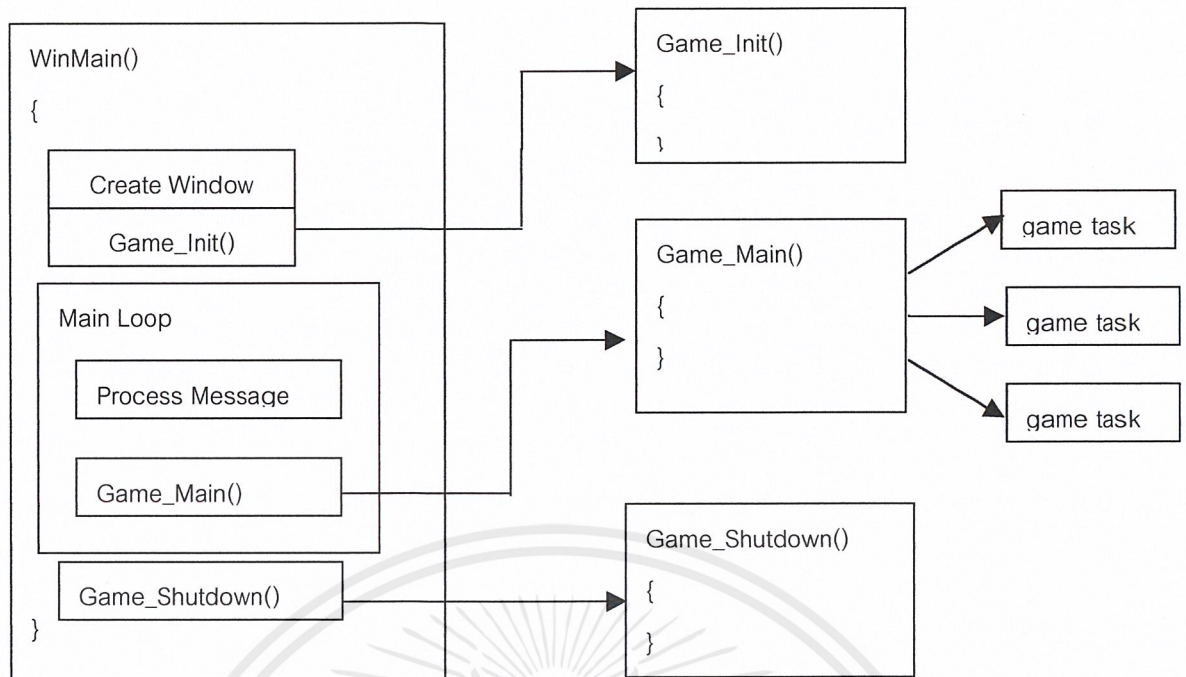 WinMain()
{
Create Window
Game_Init()
Main Loop
Process Message
Game_Main()
Game_Shutdown()
}
Game_Init()
{
}
Game_Main()
{
}
game task
game task
game task
Game_Shutdown()
{
}